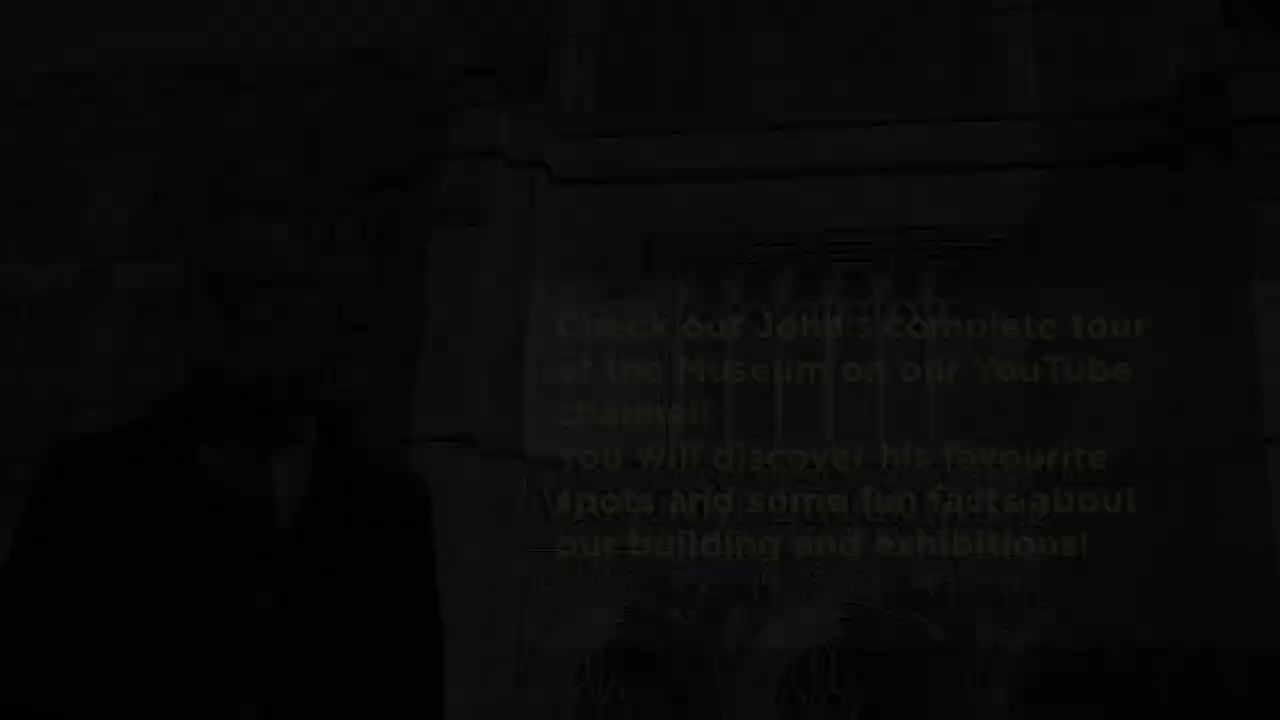 Check out John's complete tour
of the Museum on our YouTube
channel!
you will discover his favourite
spots and some fun facts about
our building and exhibitions!